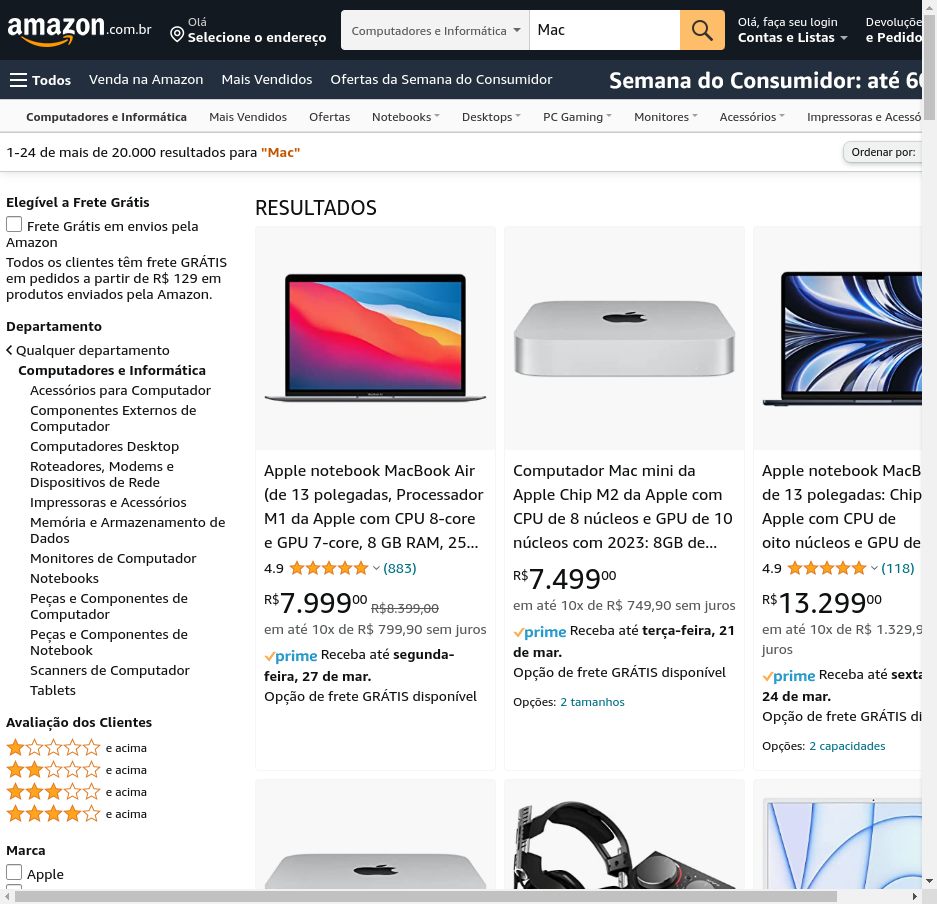 amazon.com.br
Olá
Selecione o endereço
Computadores e Informática
Mac
Olá, faça seu login
Contas e Listas
Devoluçõe
e Pedido
Todos
Venda na Amazon
Mais Vendidos
Ofertas da Semana do Consumidor
Semana do Consumidor: até 60
Computadores e Informática
Mais Vendidos
Ofertas
Notebooks
Desktops
PC Gaming
Monitores
Acessórios
Impressoras e Acessó
1-24 de mais de 20.000 resultados para "Mac"
Ordenar por:
Elegível a Frete Grátis
Frete Grátis em envios pela
Amazon
Todos os clientes têm frete GRÁTIS
em pedidos a partir de R$ 129 em
produtos enviados pela Amazon.
Departamento
Qualquer departamento
Computadores e Informática
Acessórios para Computador
Componentes Externos de
Computador
Computadores Desktop
Roteadores, Modems e
Dispositivos de Rede
Impressoras e Acessórios
Memória e Armazenamento de
Dados
Monitores de Computador
Notebooks
Peças e Componentes de
Computador
Peças e Componentes de
Notebook
Scanners de Computador
Tablets
Avaliação dos Clientes
e acima
e acima
e acima
e acima
Marca
Apple
RESULTADOS
Apple notebook MacBook Air
(de 13 polegadas, Processador
M1 da Apple com CPU 8-core
e GPU 7-core, 8 GB RAM, 25...
4.9 (883)
R$7.99900 R$8.399,00
em até 10x de R$ 799,90 sem juros
prime Receba até segunda-
feira, 27 de mar.
Opção de frete GRÁTIS disponível
Computador Mac mini da
Apple Chip M2 da Apple com
CPU de 8 núcleos e GPU de 10
núcleos com 2023: 8GB de...
R$7.49900
em até 10x de R$ 749,90 sem juros
prime Receba até terça-feira, 21
de mar.
Opção de frete GRÁTIS disponível
Opções: 2 tamanhos
Apple notebook MacB
de 13 polegadas: Chip
Apple com CPU de
oito núcleos e GPU de
4.9 (118)
R$13.29900
em até 10x de R$ 1.329,9
juros
prime Receba até sexta
24 de mar.
Opção de frete GRÁTIS di
Opções: 2 capacidades